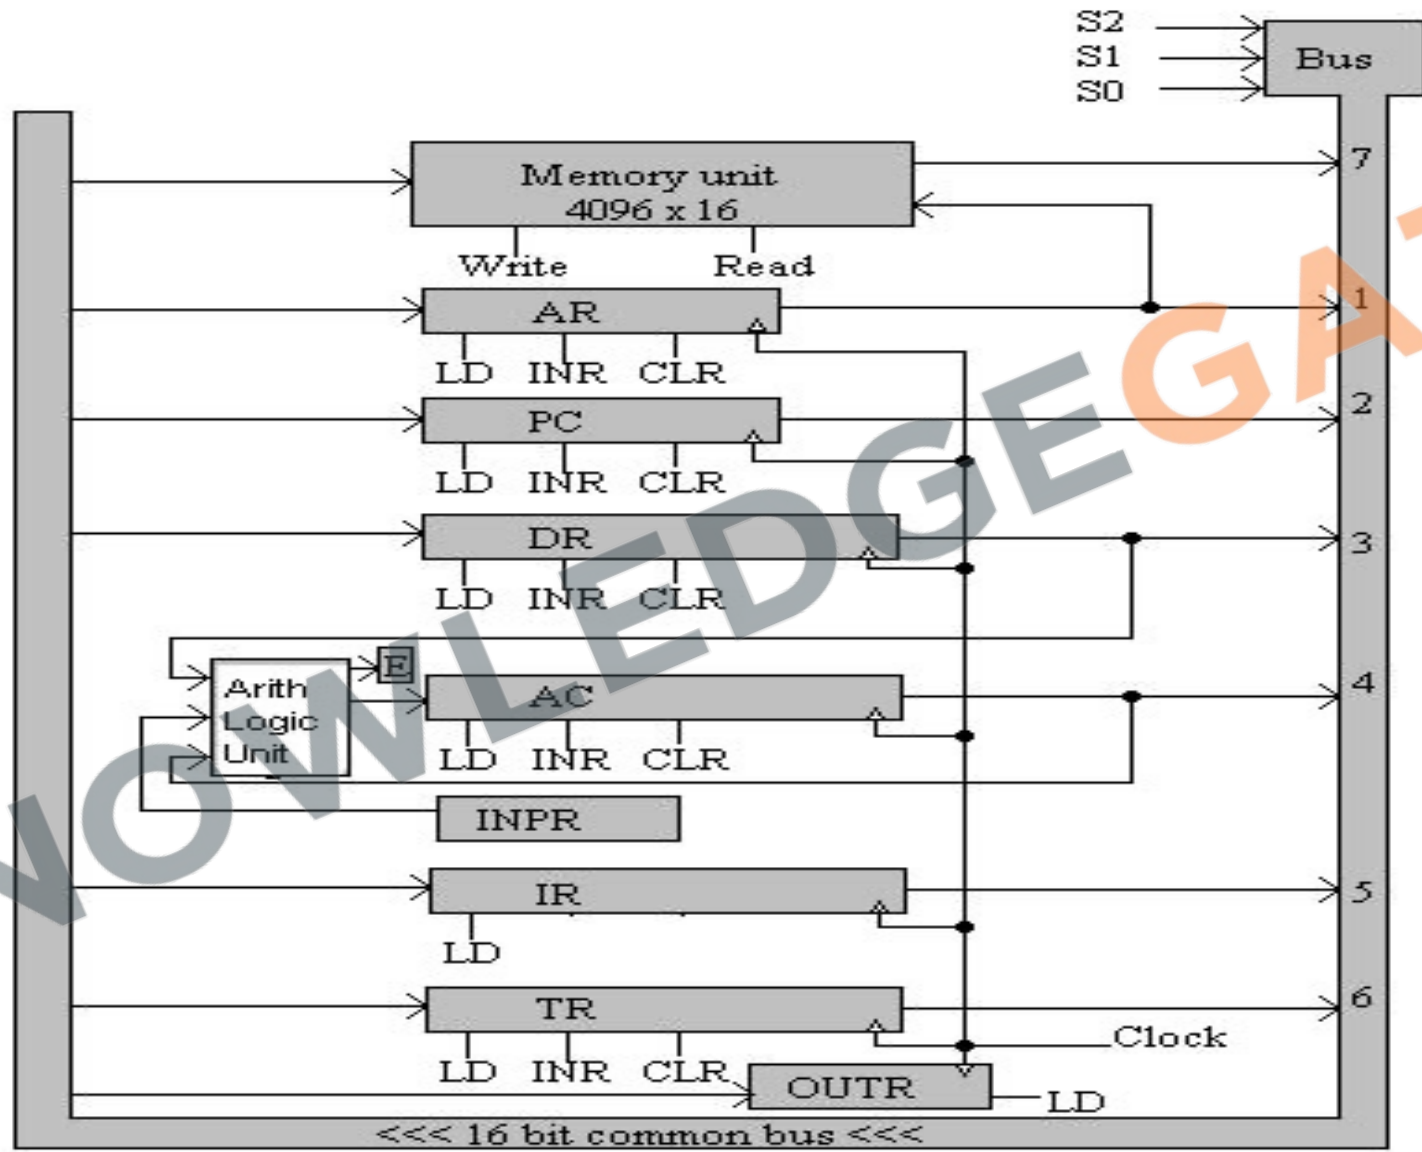 S2
S1
S0
Bus
Memory unit
4096 x 16
7
Write Read
AR
1
LD INR CLR
PC
2
LD INR CLR
DR
3
LD INR CLR
Arith
Logic
Unit
E
AC
4
LD INR CLR
INPR
IR
5
LD
TR
6
Clock
LD INR CLR
OUTR
LD
<<< 16 bit common bus <<<
NOWLEDGEGAT